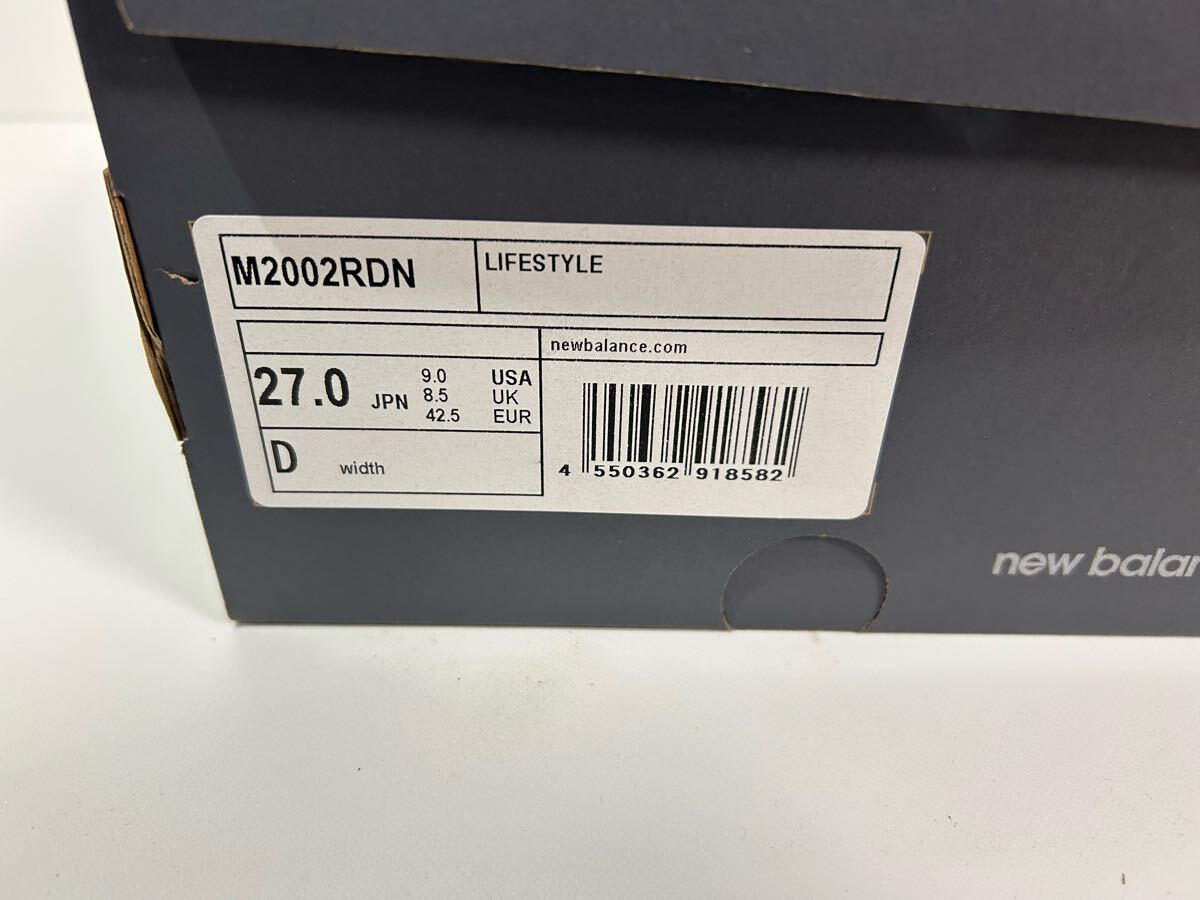 M2002RDN
LIFESTYLE
newbalance.com
27.0 JPN
9.0 USA
8.5 UK
42.5 EUR
D width
4 550362 918582
new balan